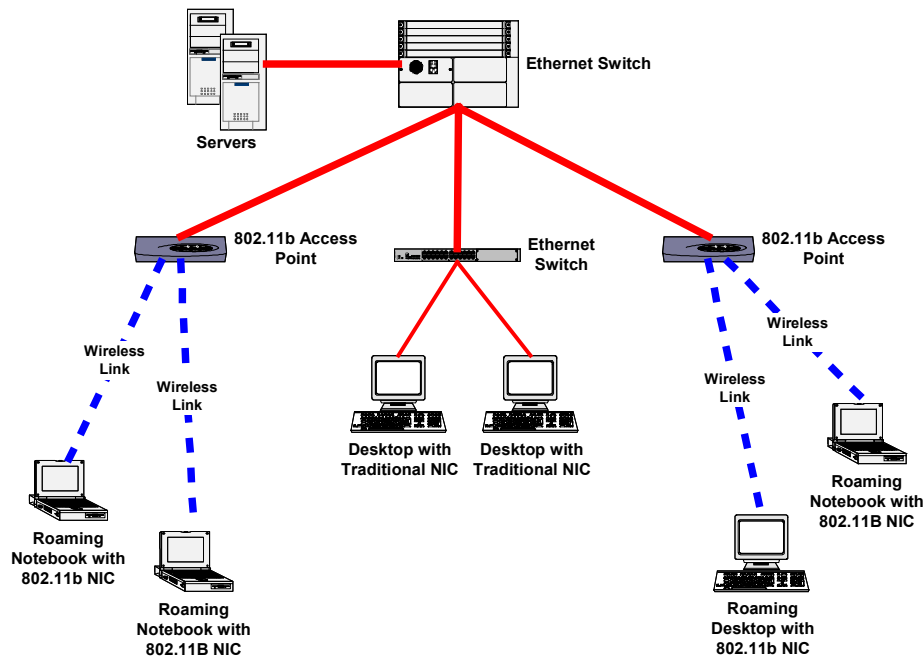 Ethernet Switch
Servers
802.11b Access
Point
Ethernet
Switch
802.11b Access
Point
Wireless
Link
Wireless
Link
Wireless
Link
Wireless
Link
Desktop with
Traditional NIC
Desktop with
Traditional NIC
Roaming
Notebook with
802.11b NIC
Roaming
Notebook with
802.11B NIC
Roaming
Desktop with
802.11b NIC
Roaming
Notebook with
802.11B NIC